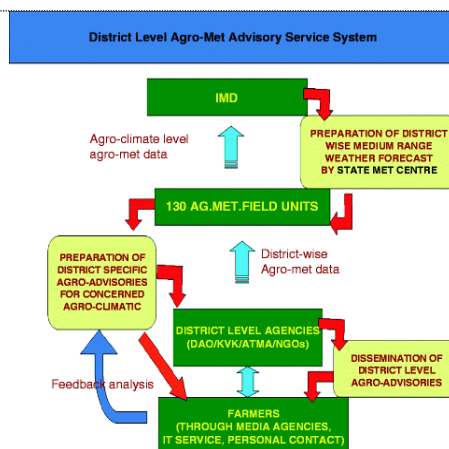 District Level Agro-Met Advisory Service System
IMD
Agro-climate level
agro-met data
PREPARATION OF DISTRICT
WISE MEDIUM RANGE
WEATHER FORECAST
BY STATE MET CENTRE
130 AG.MET.FIELD UNITS
PREPARATION OF
DISTRICT SPECIFIC
AGRO-ADVISORIES
FOR CONCERNED
AGRO-CLIMATIC
District-wise
Agro-met data
DISTRICT LEVEL AGENCIES
(DAO/KVK/ATMA/NGOs)
DISSEMINATION OF
DISTRICT LEVEL
AGRO-ADVISORIES
Feedback analysis
FARMERS
(THROUGH MEDIA AGENCIES,
IT SERVICE, PERSONAL CONTACT)